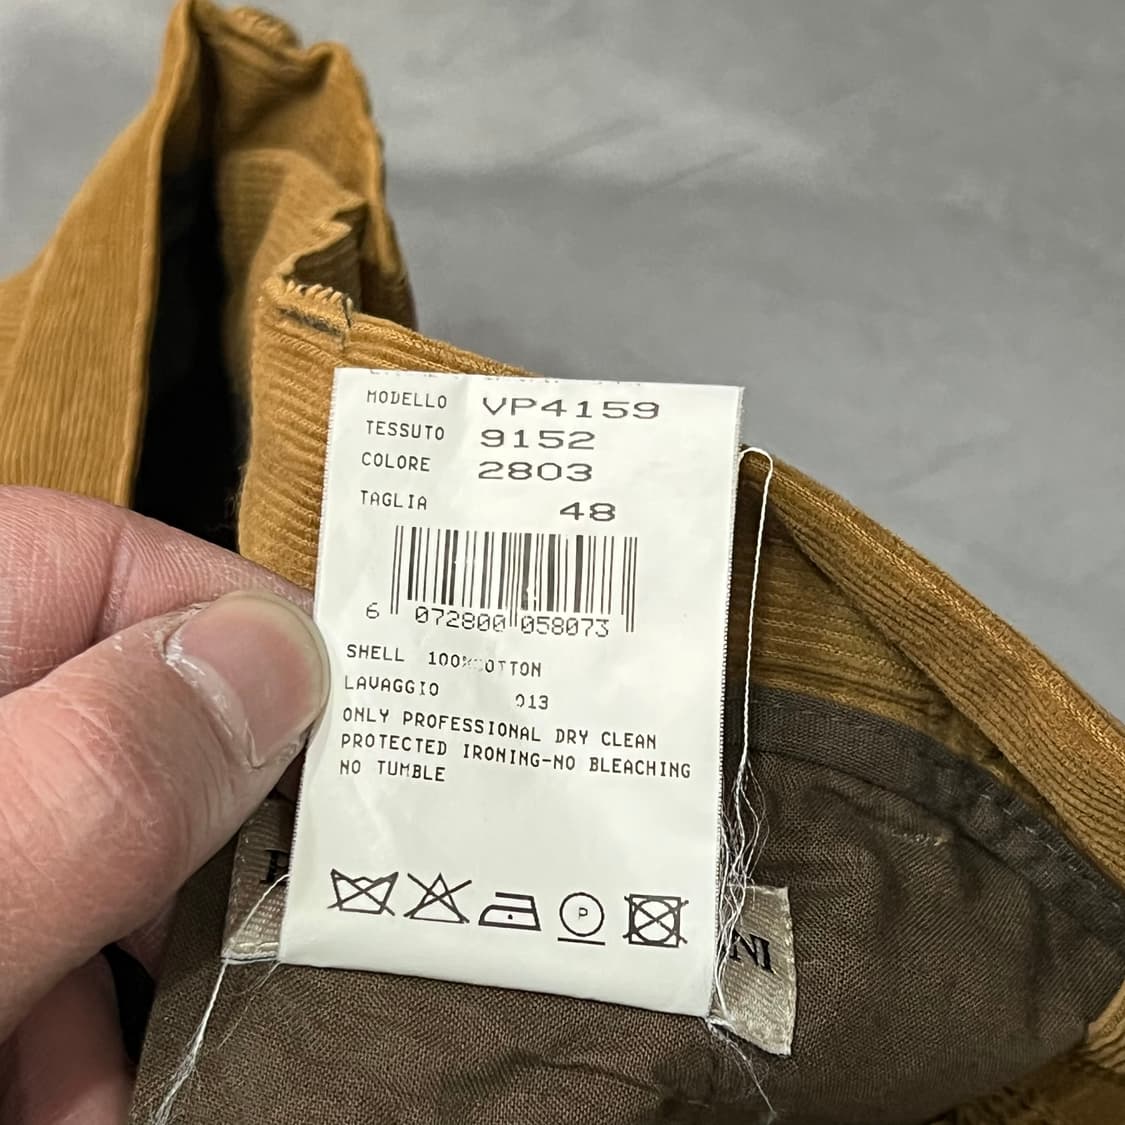 MODELLO VP4159
TESSUTO 9152
COLORE 2803
TAGLIA 48
6 072800 058073
SHELL 100% COTTON
LAVAGGIO 013
ONLY PROFESSIONAL DRY CLEAN
PROTECTED IRONING-NO BLEACHING
NO TUMBLE
P
NI